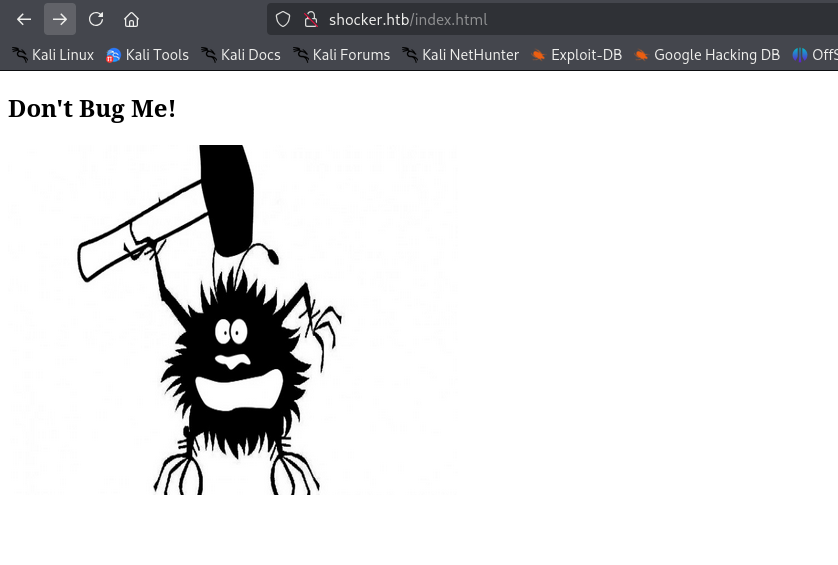 shocker.htb/index.html
Kali Linux Kali Tools Kali Docs Kali Forums Kali NetHunter Exploit-DB Google Hacking DB OffS
Don't Bug Me!